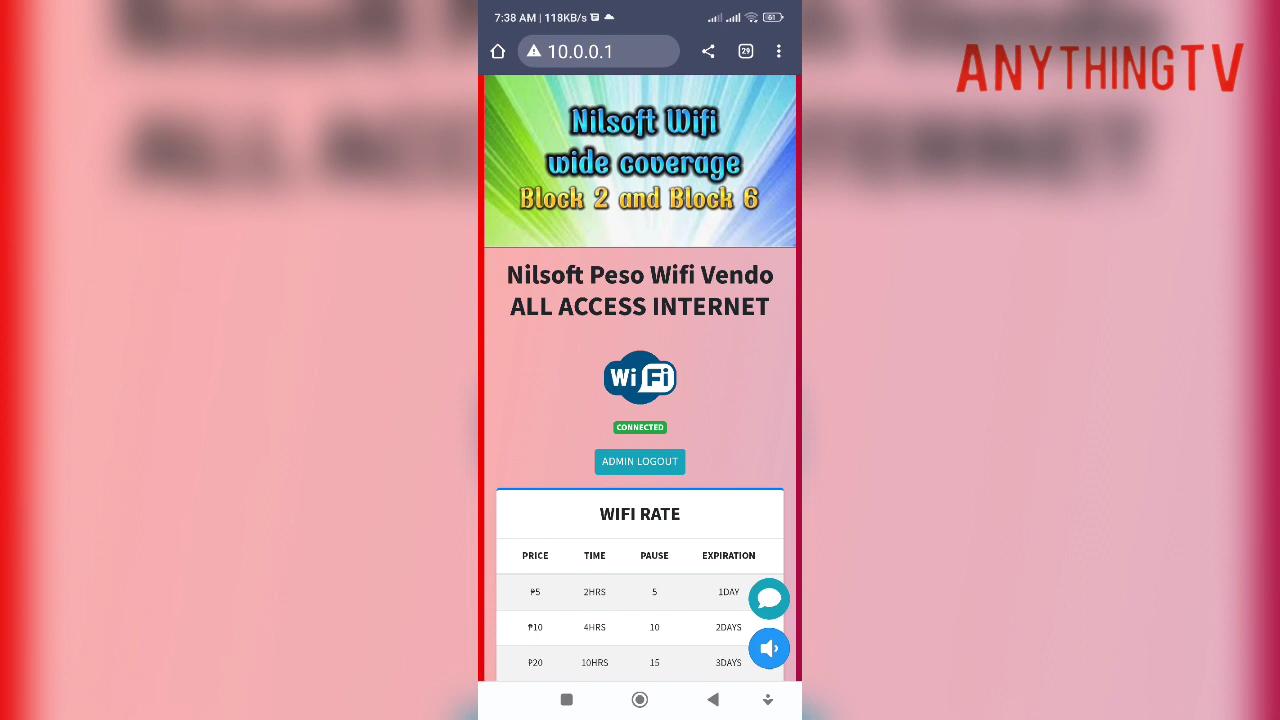 7:38 AM | 118KB/s
61
10.0.0.1
29
ANYTHINGTV
Nilsoft Wifi
wide coverage
Block 2 and Block 6
Nilsoft Peso Wifi Vendo
ALL ACCESS INTERNET
Wi Fi
CONNECTED
ADMIN LOGOUT
WIFI RATE
PRICE TIME PAUSE EXPIRATION
₱5 2HRS 5 1DAY
₱10 4HRS 10 2DAYS
₱20 10HRS 15 3DAYS